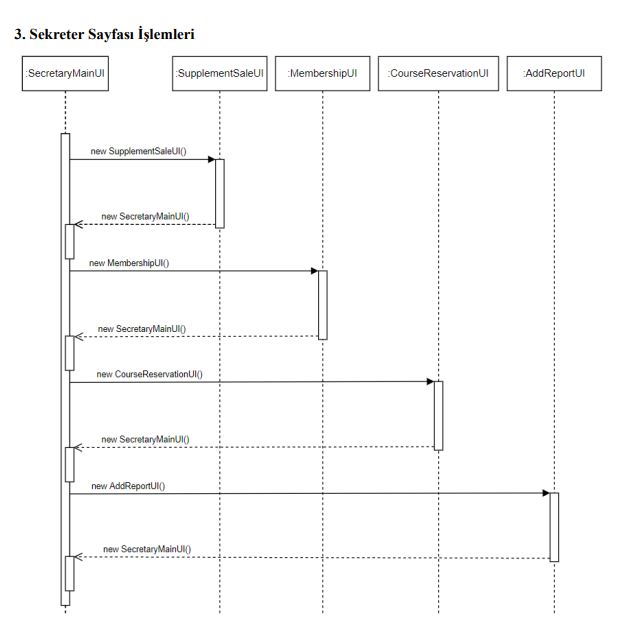 3. Sekreter Sayfası İşlemleri
:SecretaryMainUI
:SupplementSaleUI
:MembershipUI
:CourseReservationUI
:AddReportUI
new SupplementSaleUI()
new SecretaryMainUI()
new MembershipUI()
new SecretaryMainUI()
new CourseReservationUI()
new SecretaryMainUI()
new AddReportUI()
new SecretaryMainUI()